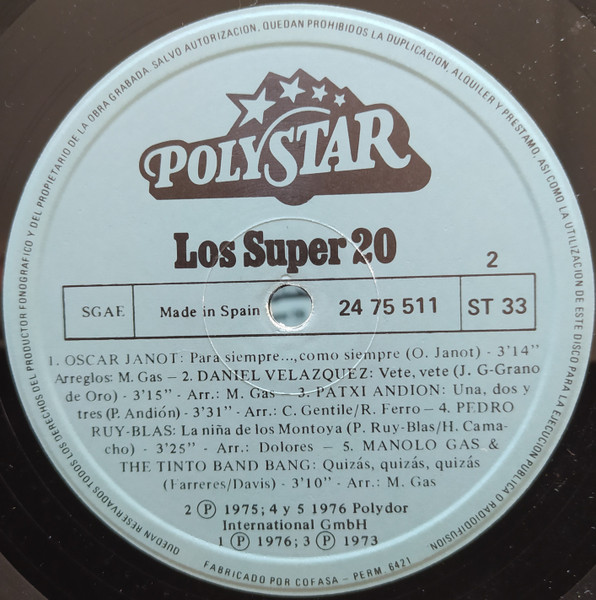 QUEDAN RESERVADOS TODOS LOS DERECHOS DEL PRODUCTOR FONOGRAFICO Y DEL PROPIETARIO DE LA OBRA GRABADA. SALVO AUTORIZACION, QUEDAN PROHIBIDOS LA DUPLICACION, ALQUILER Y PRESTAMO, ASI COMO LA UTILIZACION DE ESTE DISCO PARA LA EJECUCION PUBLICA O RADIODIFUSION
POLYSTAR
Los Super 20
2
SGAE Made in Spain 24 75 511 ST 33
1. OSCAR JANOT: Para siempre..., como siempre (O. Janot) - 3'14"
Arreglos: M. Gas - 2. DANIEL VELAZQUEZ: Vete, vete (J. G-Grano
de Oro) - 3'15" - Arr.: M. Gas - 3. PATXI ANDION: Una, dos y
tres (P. Andión) - 3'31" - Arr.: C. Gentile/R. Ferro - 4. PEDRO
RUY-BLAS: La niña de los Montoya (P. Ruy-Blas/H. Cama-
cho) - 3'25" - Arr.: Dolores - 5. MANOLO GAS &
THE TINTO BAND BANG: Quizás, quizás, quizás
(Farreres/Davis) - 3'10" - Arr.: M. Gas
2 Ⓟ 1975; 4 y 5 1976 Polydor
International GmbH
1 Ⓟ 1976; 3 Ⓟ 1973
FABRICADO POR COFASA - PERM. 6421